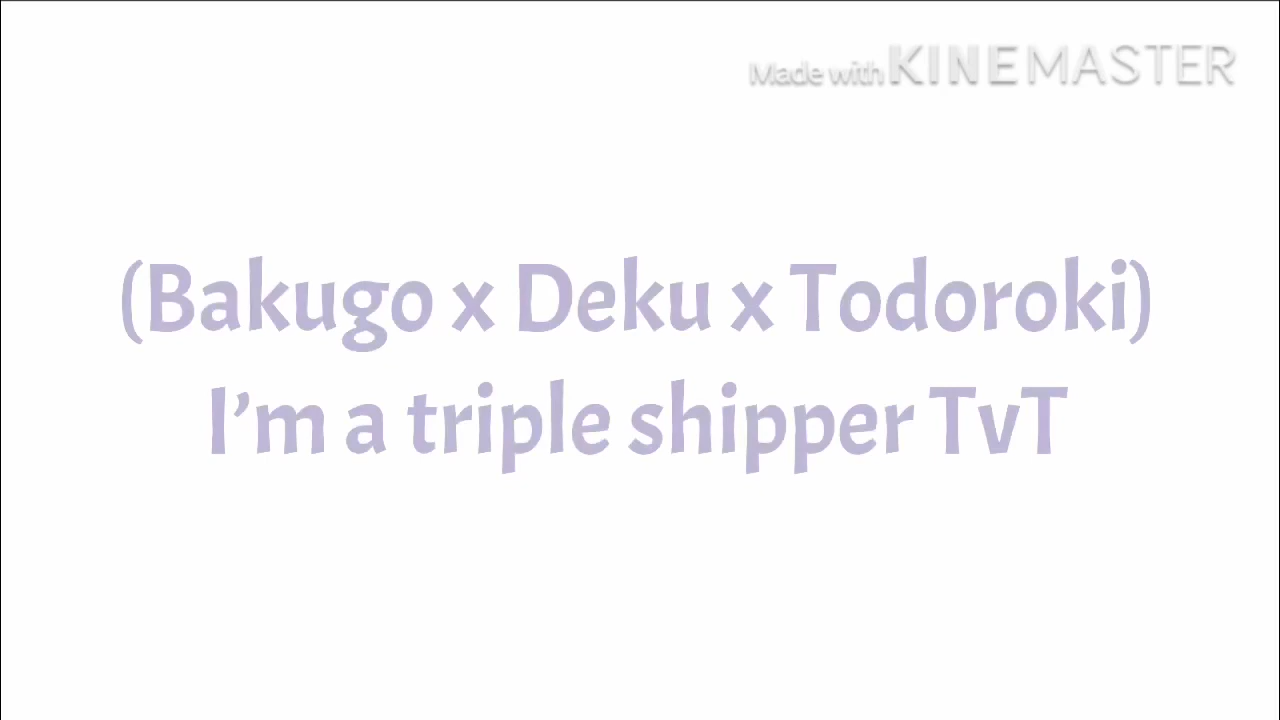 Made with KINEMASTER
(Bakugo x Deku x Todoroki)
I’m a triple shipper TvT